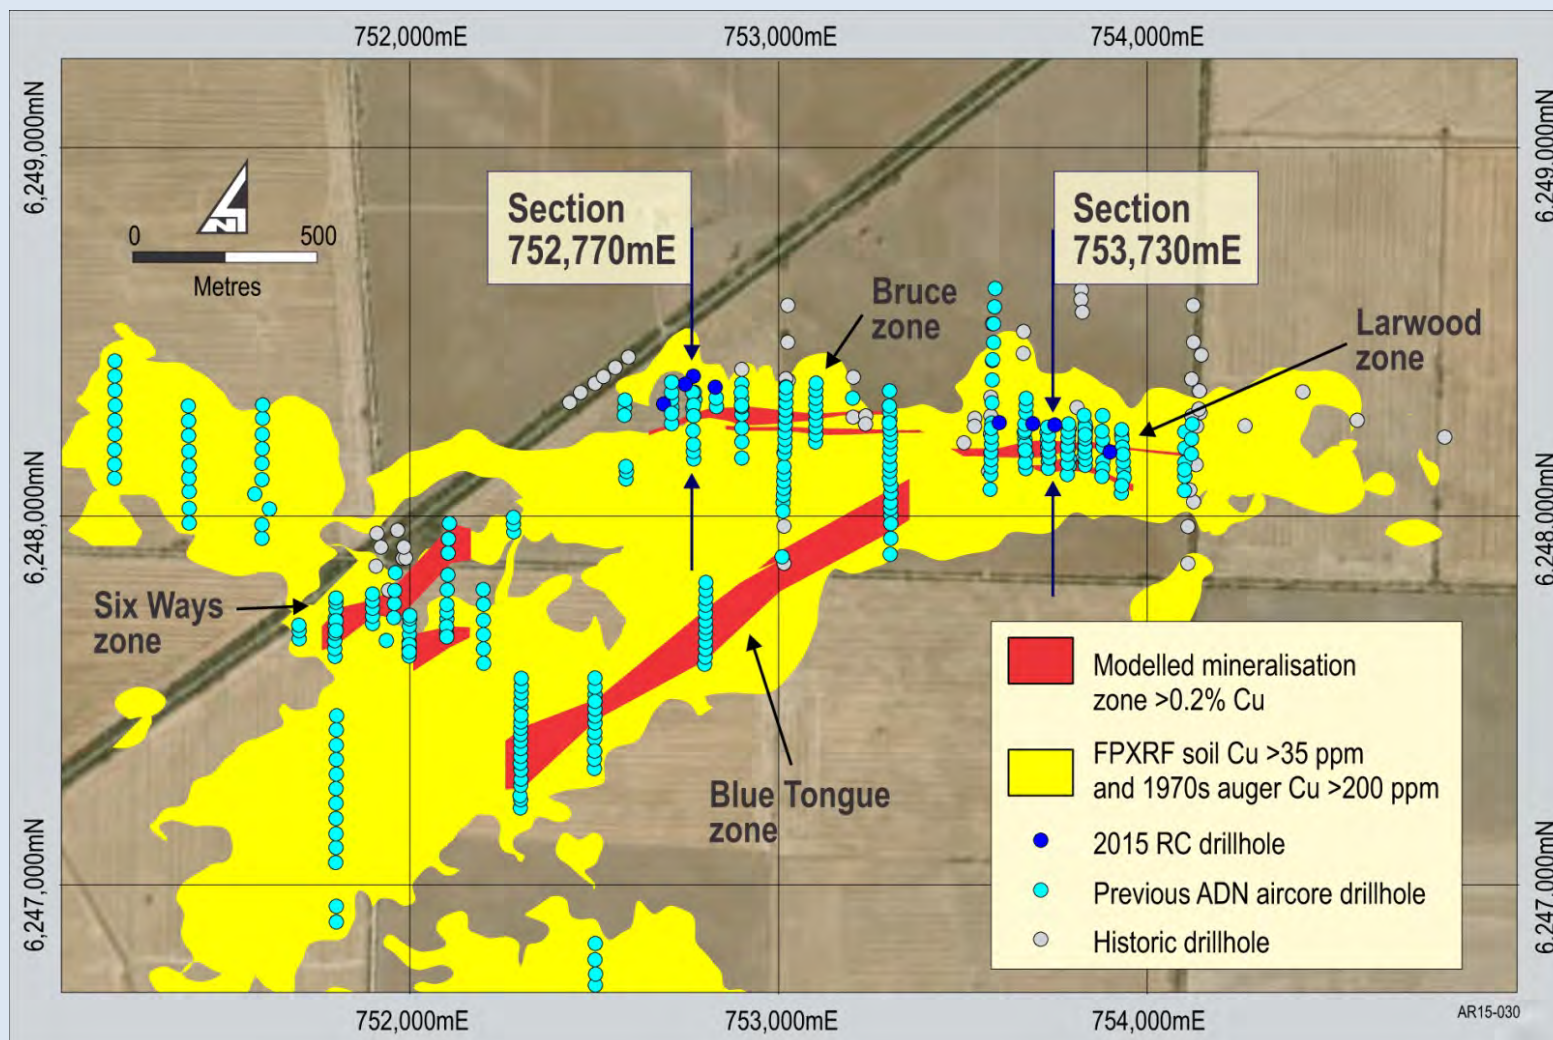 752,000mE
753,000mE
754,000mE
6,249,000mN
6,249,000mN
N
0
500
Metres
Section
752,770mE
Section
753,730mE
Bruce
zone
Larwood
zone
6,248,000mN
6,248,000mN
Six Ways
zone
Blue Tongue
zone
Modelled mineralisation
zone >0.2% Cu
FPXRF soil Cu >35 ppm
and 1970s auger Cu >200 ppm
2015 RC drillhole
Previous ADN aircore drillhole
Historic drillhole
6,247,000mN
6,247,000mN
752,000mE
753,000mE
754,000mE
AR15-030